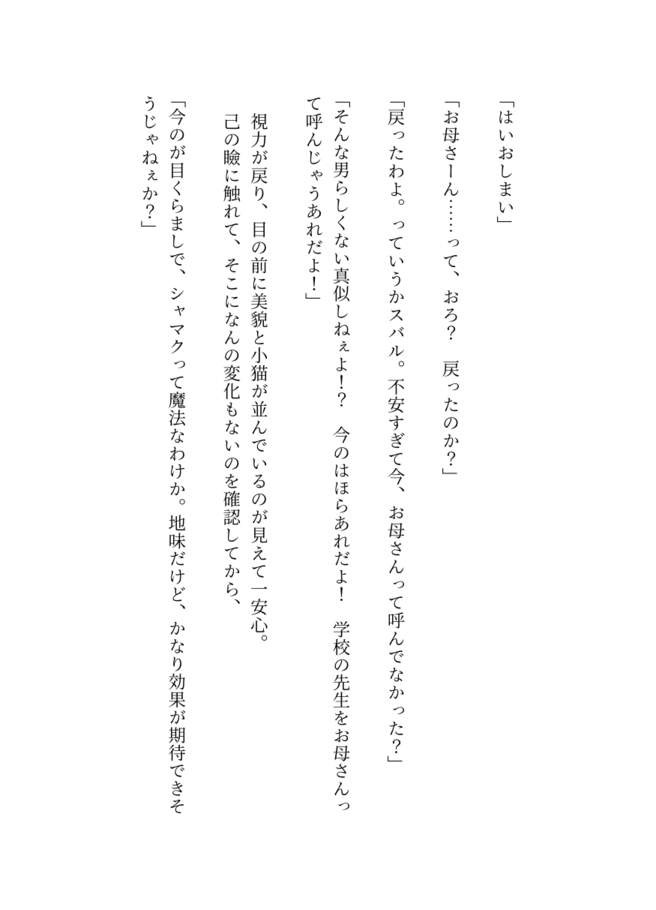 「はいおしまい」
「お母さーん……って、おろ？　戻ったのか？」
「戻ったわよ。っていうかスバル。不安すぎて今、お母さんって呼んでなかった？」
「そんな男らしくない真似しねぇよ！？　今のはほらあれだよ！　学校の先生をお母さんっ
て呼んじゃうあれだよ！」
　視力が戻り、目の前に美貌と小猫が並んでいるのが見えて一安心。
　己の瞼に触れて、そこになんの変化もないのを確認してから、
「今のが目くらましで、シャマクって魔法なわけか。地味だけど、かなり効果が期待できそ
うじゃねぇか？」